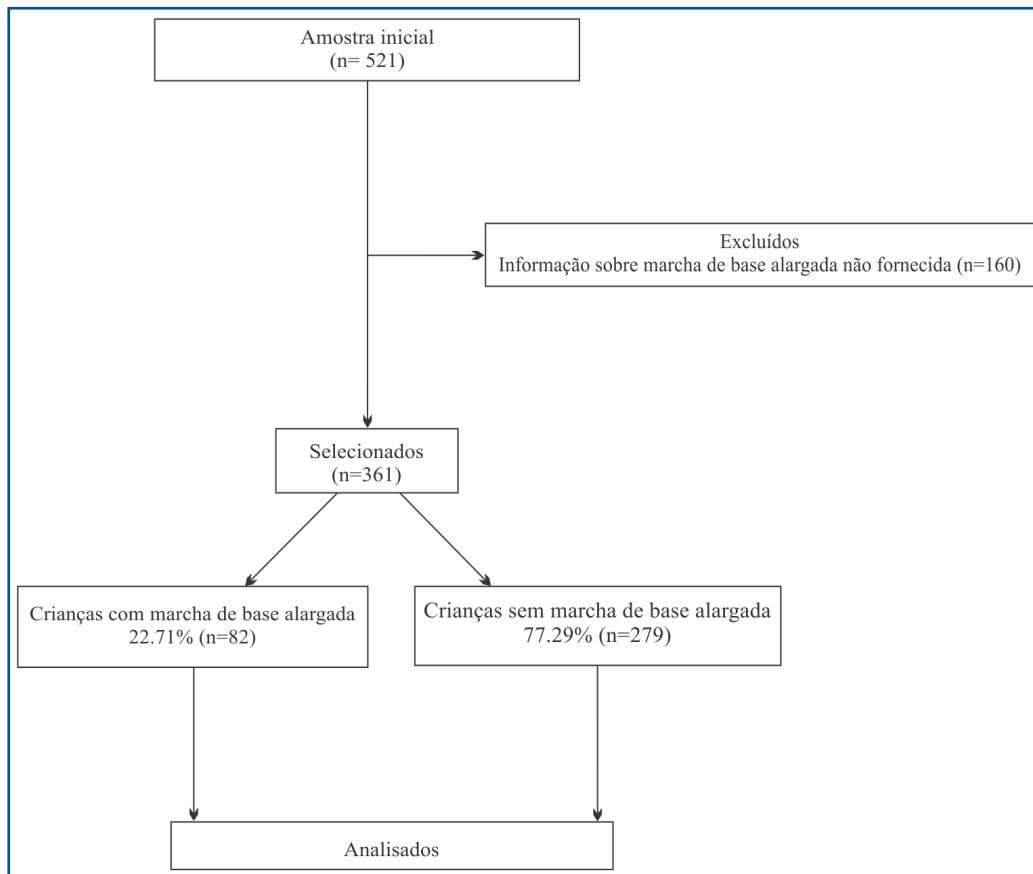 Amostra inicial
(n= 521)
Excluídos
Informação sobre marcha de base alargada não fornecida (n=160)
Selecionados
(n=361)
Crianças com marcha de base alargada
22.71% (n=82)
Crianças sem marcha de base alargada
77.29% (n=279)
Analisados